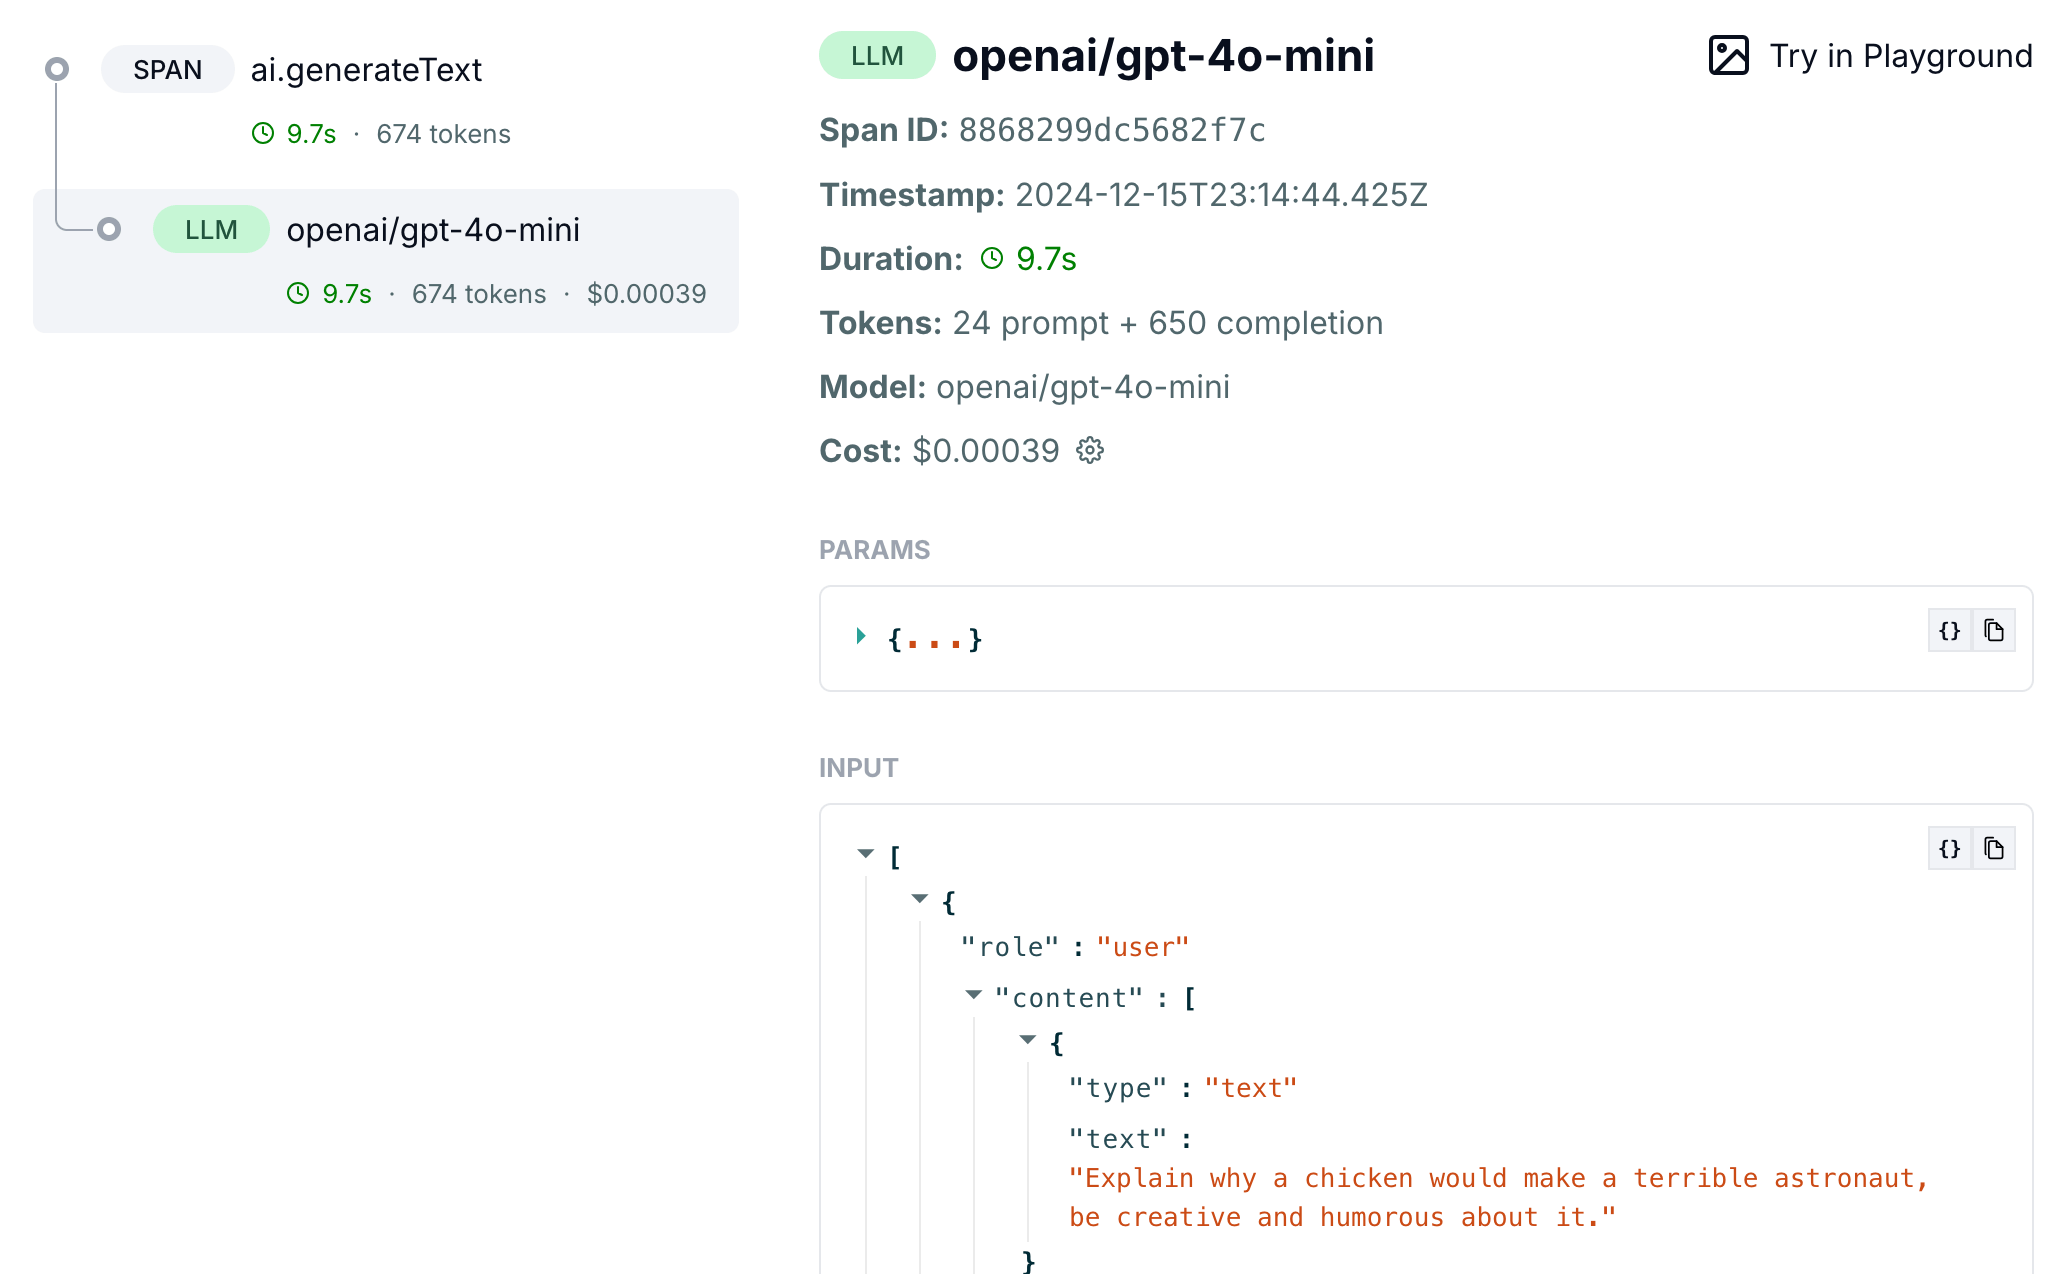 SPAN ai.generateText
9.7s · 674 tokens
LLM openai/gpt-4o-mini
9.7s · 674 tokens · $0.00039
LLM openai/gpt-4o-mini
Try in Playground
Span ID: 8868299dc5682f7c
Timestamp: 2024-12-15T23:14:44.425Z
Duration: 9.7s
Tokens: 24 prompt + 650 completion
Model: openai/gpt-4o-mini
Cost: $0.00039
PARAMS
{...}
{}
INPUT
[
{}
{
"role" : "user"
"content" : [
{
"type" : "text"
"text" :
"Explain why a chicken would make a terrible astronaut,
be creative and humorous about it."
}